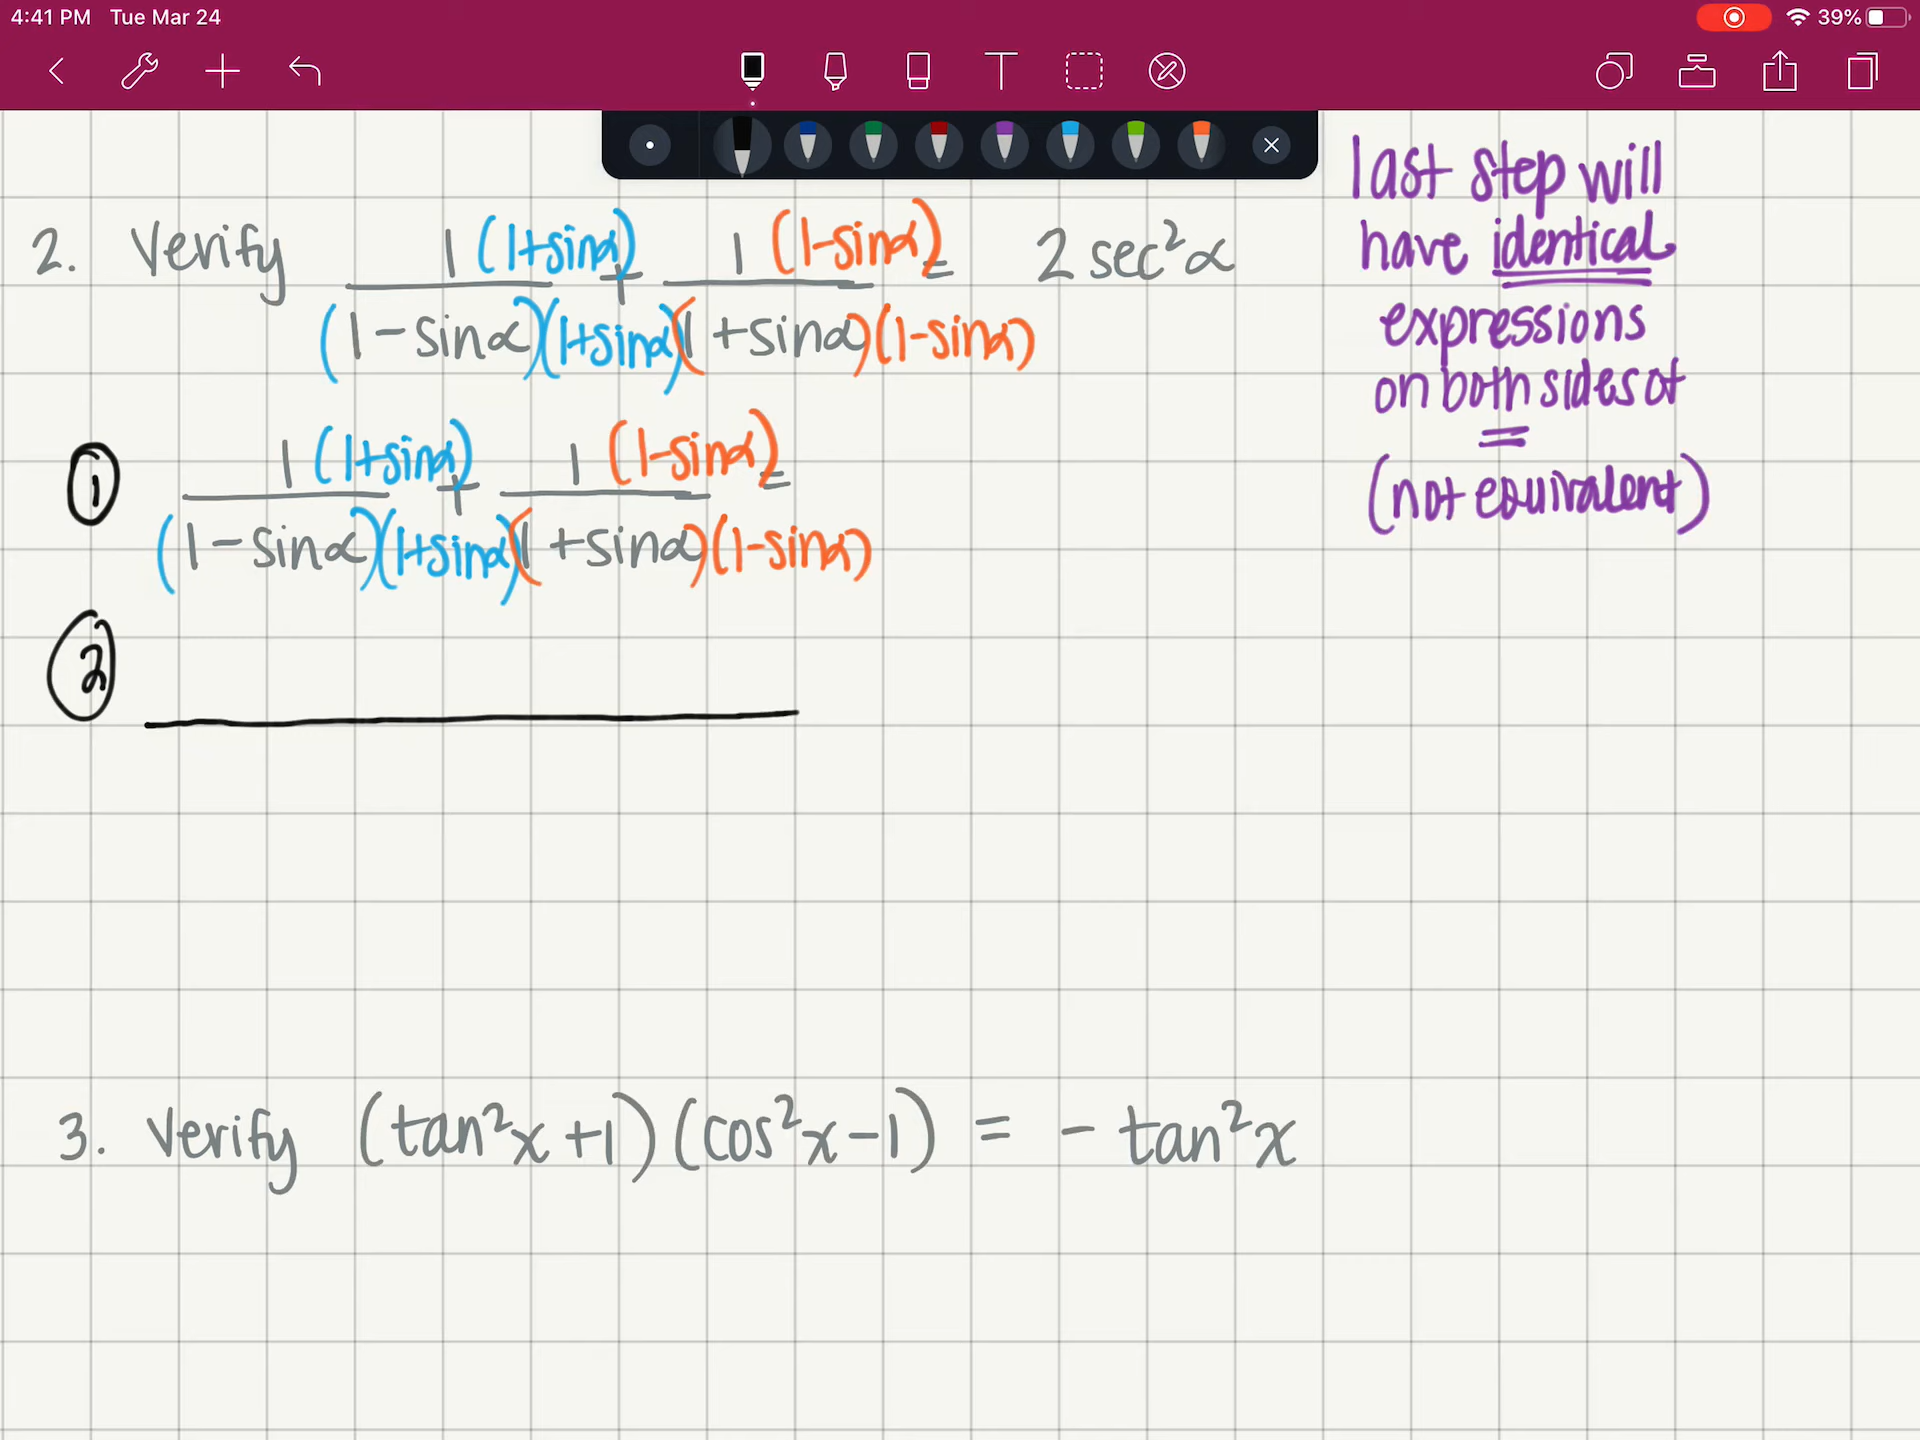 4:41 PM Tue Mar 24
39%
T
last step will
have identical
expressions
on both sides of
=
(not equivalent)
2. Verify 1(1+sinα) + 1(1-sinα) = 2 sec²α
(1-sinα)(1+sinα) (1+sinα)(1-sinα)
① 1(1+sinα) + 1(1-sinα) =
(1-sinα)(1+sinα) (1+sinα)(1-sinα)
②
3. Verify (tan²x+1)(cos²x-1) = -tan²x